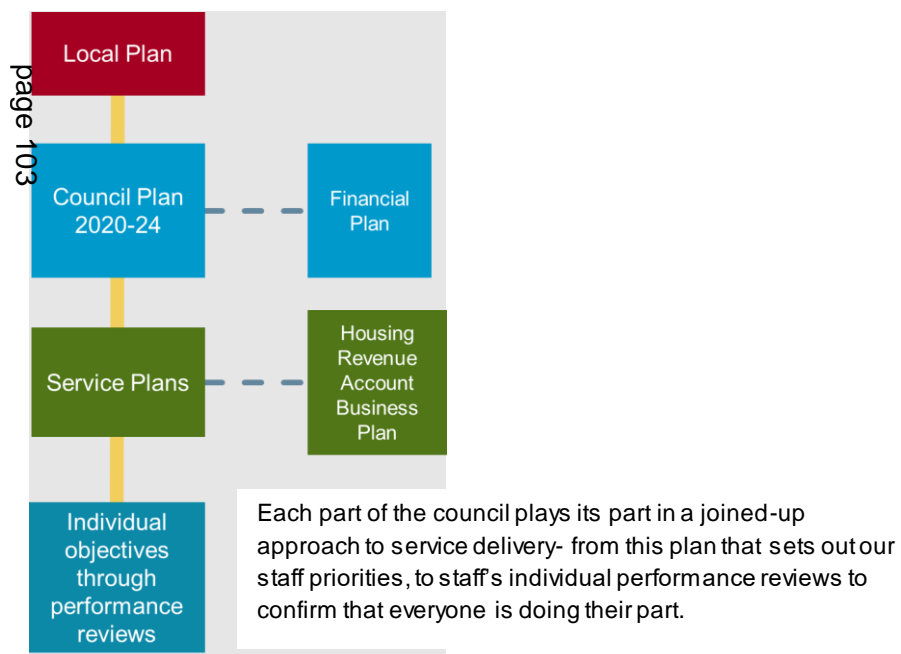 Local Plan
page 103
Council Plan
2020-24
Financial
Plan
Service Plans
Housing
Revenue
Account
Business
Plan
Individual
objectives
through
performance
reviews
Each part of the council plays its part in a joined-up
approach to service delivery- from this plan that sets out our
staff priorities, to staff's individual performance reviews to
confirm that everyone is doing their part.